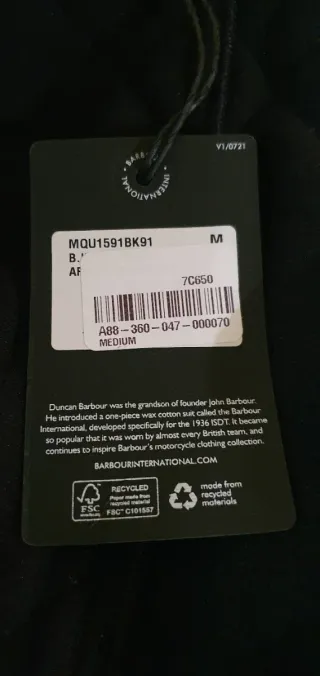 V1/0721
BARB
INTERNATIONAL
MQU1591BK91 M
7C650
A88-360-047-000070
MEDIUM
Duncan Barbour was the grandson of founder John Barbour.
He introduced a one-piece wax cotton suit called the Barbour
International, developed specifically for the 1936 ISDT. It became
so popular that it was worn by almost every British team, and
continues to inspire Barbour's motorcycle clothing collection.
BARBOURINTERNATIONAL.COM
FSC
RECYCLED
Paper made from
recycled material
FSC™ C101557
made from
recycled
materials